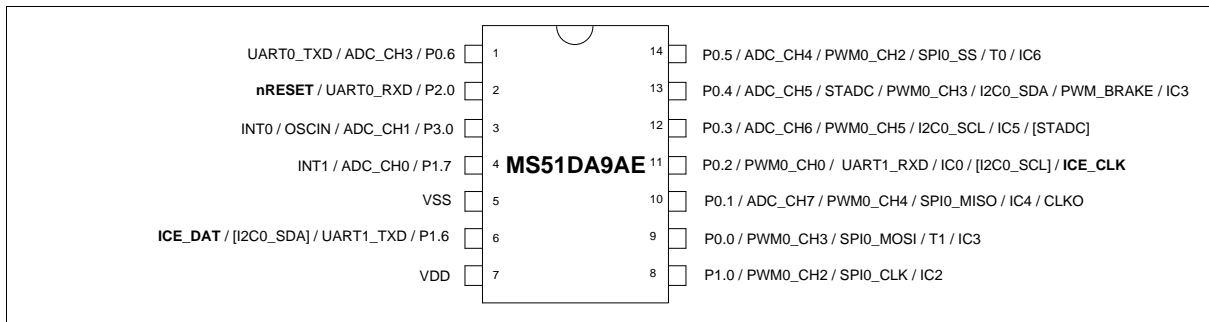 UART0_TXD / ADC_CH3 / P0.6 1 14 P0.5 / ADC_CH4 / PWM0_CH2 / SPI0_SS / T0 / IC6
nRESET / UART0_RXD / P2.0 2 13 P0.4 / ADC_CH5 / STADC / PWM0_CH3 / I2C0_SDA / PWM_BRAKE / IC3
INT0 / OSCIN / ADC_CH1 / P3.0 3 12 P0.3 / ADC_CH6 / PWM0_CH5 / I2C0_SCL / IC5 / [STADC]
INT1 / ADC_CH0 / P1.7 4 MS51DA9AE 11 P0.2 / PWM0_CH0 / UART1_RXD / IC0 / [I2C0_SCL] / ICE_CLK
VSS 5 10 P0.1 / ADC_CH7 / PWM0_CH4 / SPI0_MISO / IC4 / CLKO
ICE_DAT / [I2C0_SDA] / UART1_TXD / P1.6 6 9 P0.0 / PWM0_CH3 / SPI0_MOSI / T1 / IC3
VDD 7 8 P1.0 / PWM0_CH2 / SPI0_CLK / IC2